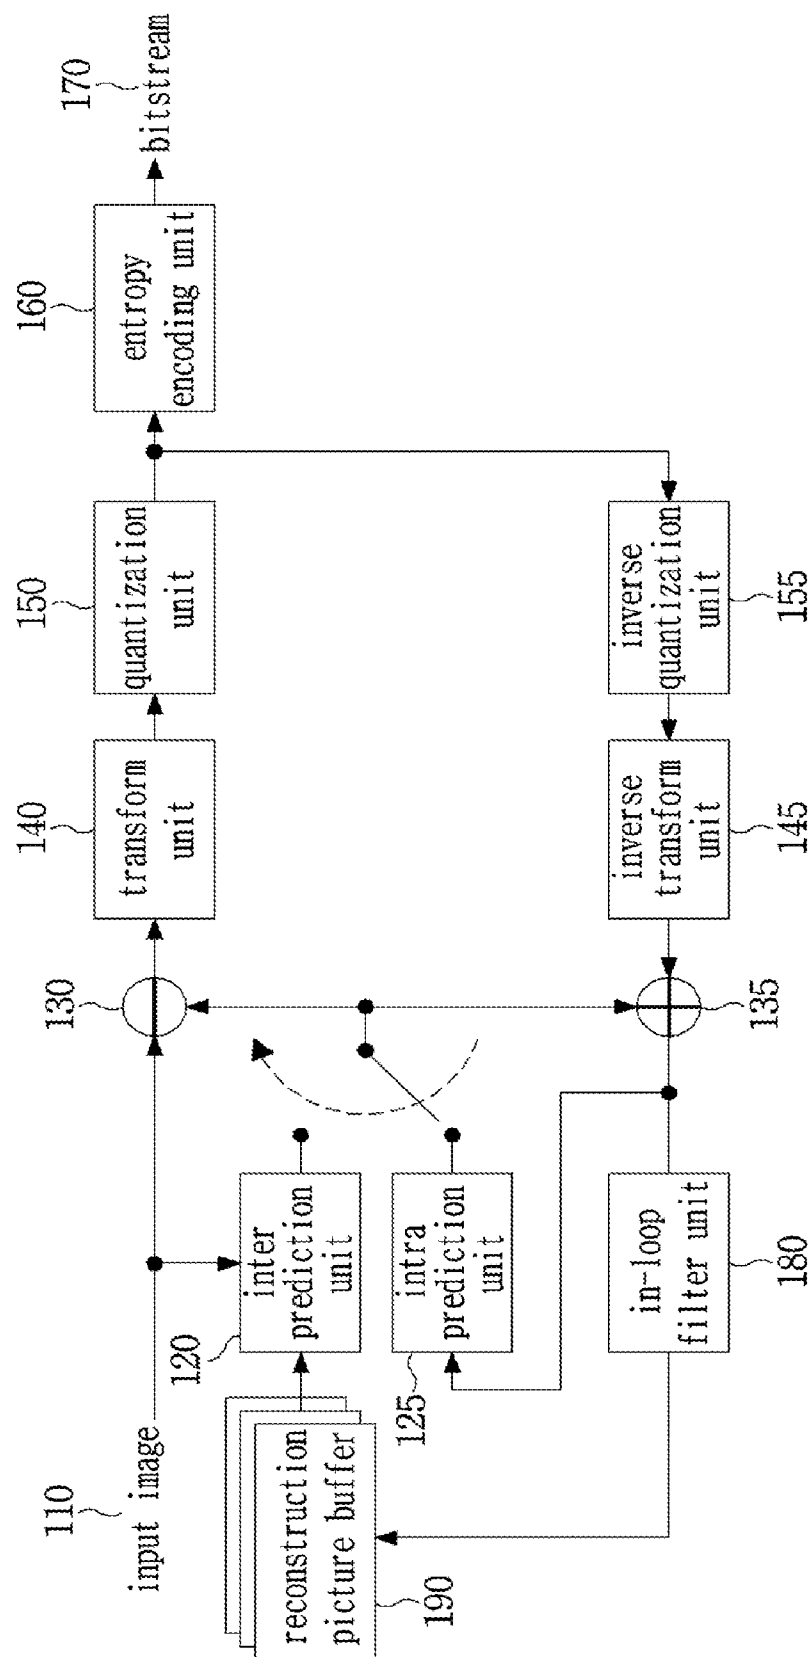 110
input image
130
140
transform
unit
150
quantization
unit
160
entropy
encoding unit
170
bitstream
120
inter
prediction
unit
125
intra
prediction
unit
190
reconstruction
picture buffer
180
in-loop
filter unit
135
145
inverse
transform
unit
155
inverse
quantization
unit